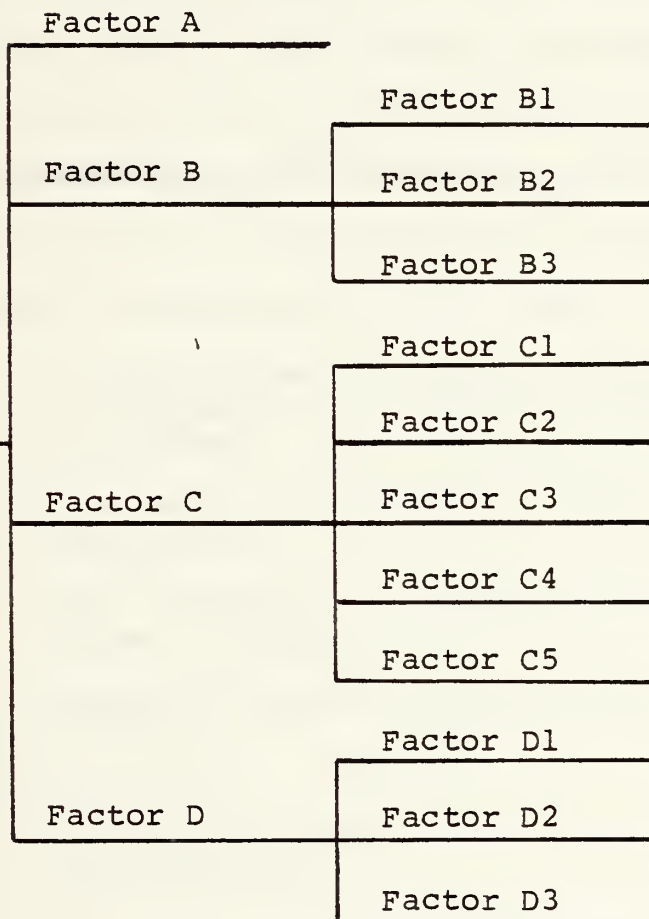 Factor A
Factor B1
Factor B
Factor B2
Factor B3
Factor C1
Factor C2
Factor C
Factor C3
Factor C4
Factor C5
Factor D1
Factor D
Factor D2
Factor D3